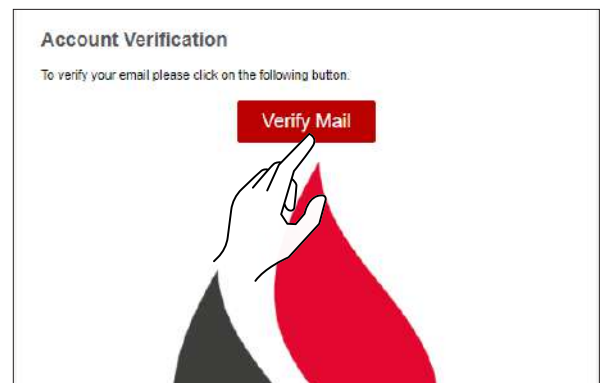 Account Verification
To verify your email please click on the following button.
Verify Mail